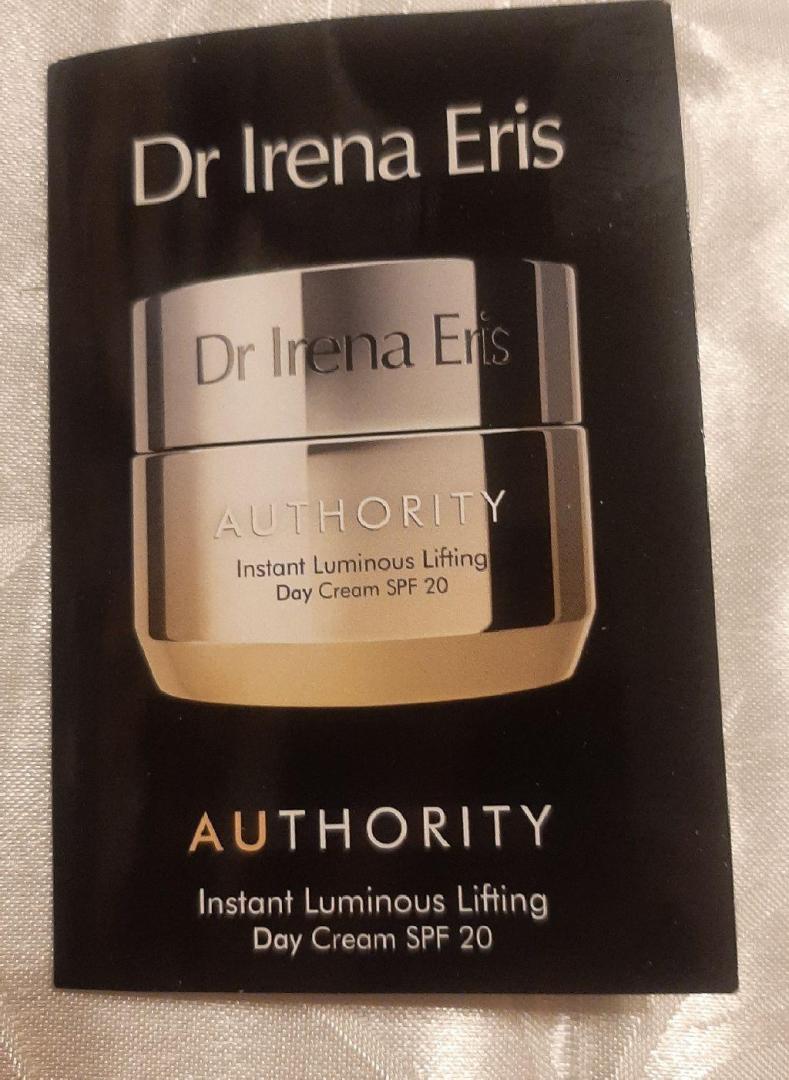 Dr Irena Eris
Dr Irena Eris
AUTHORITY
Instant Luminous Lifting
Day Cream SPF 20
AUTHORITY
Instant Luminous Lifting
Day Cream SPF 20